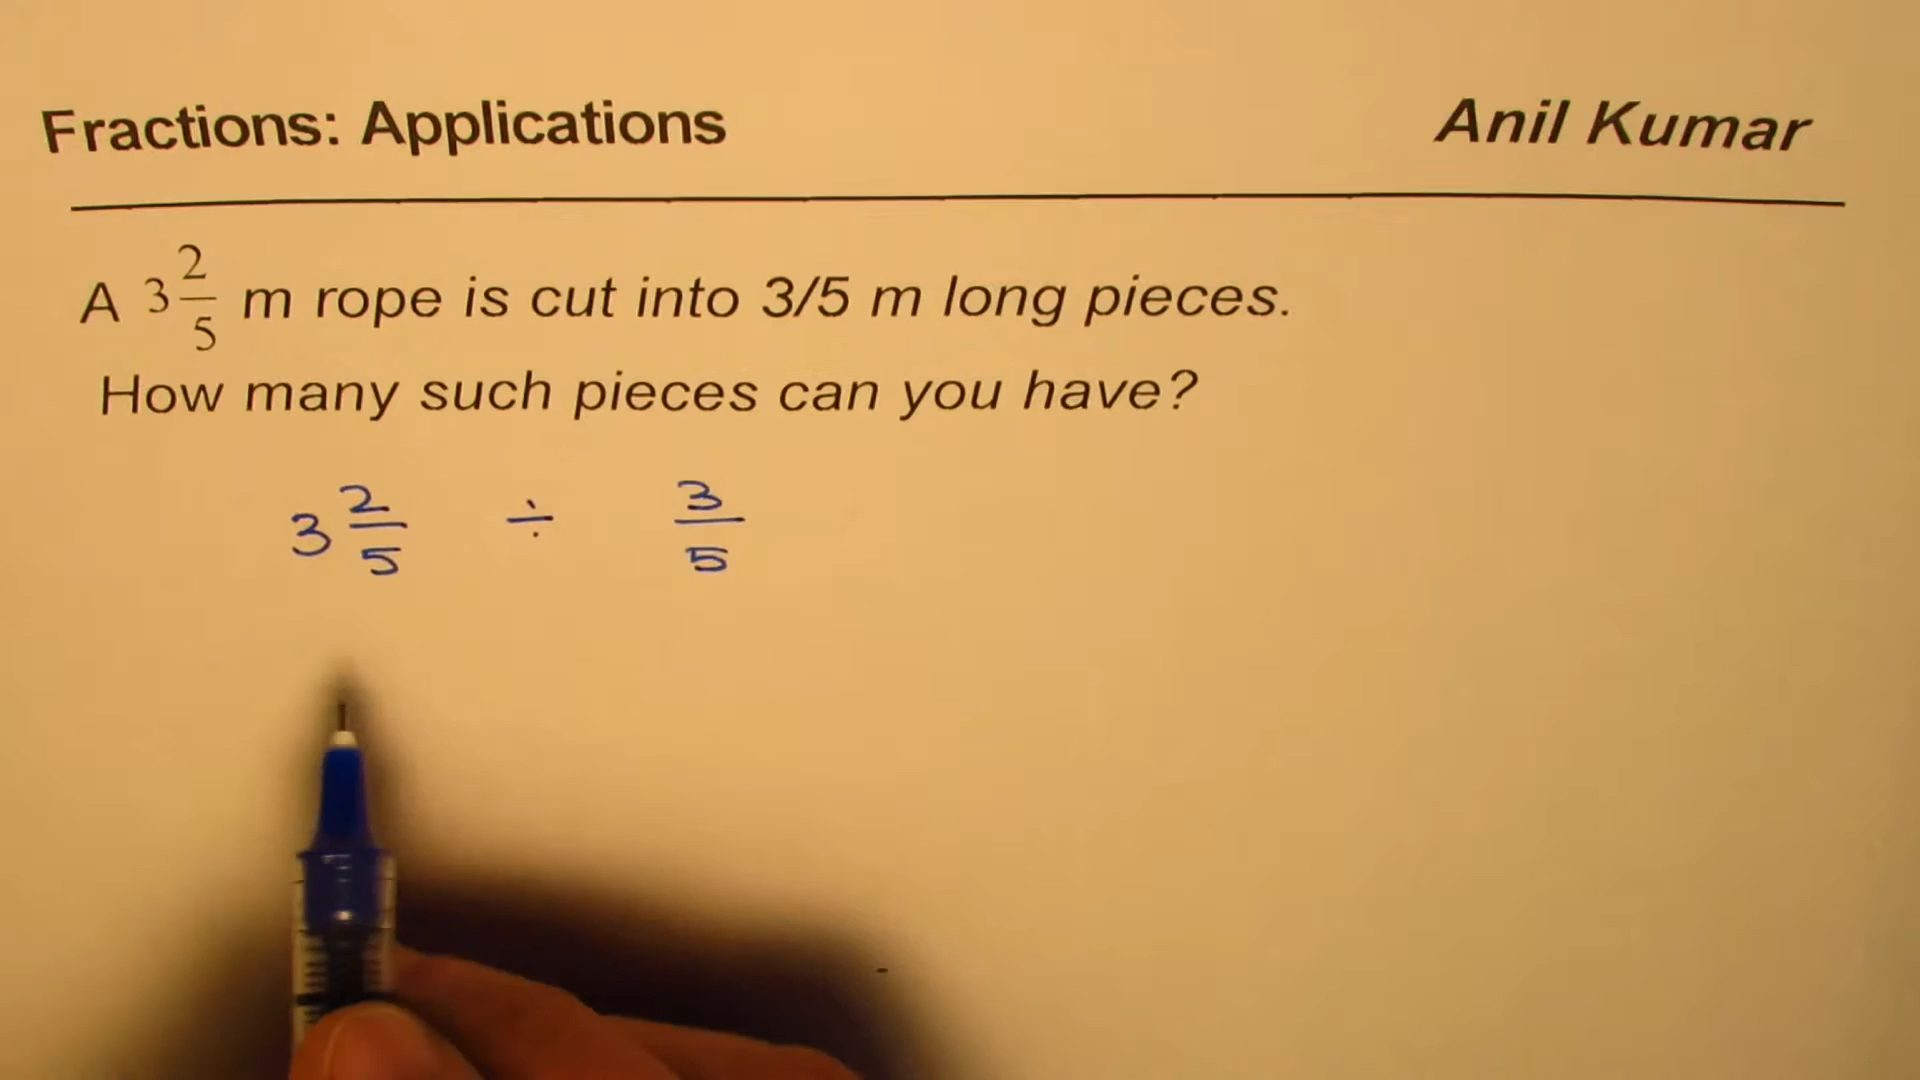 Fractions: Applications Anil Kumar
A 3 2/5 m rope is cut into 3/5 m long pieces.
How many such pieces can you have?
3 2/5 ÷ 3/5